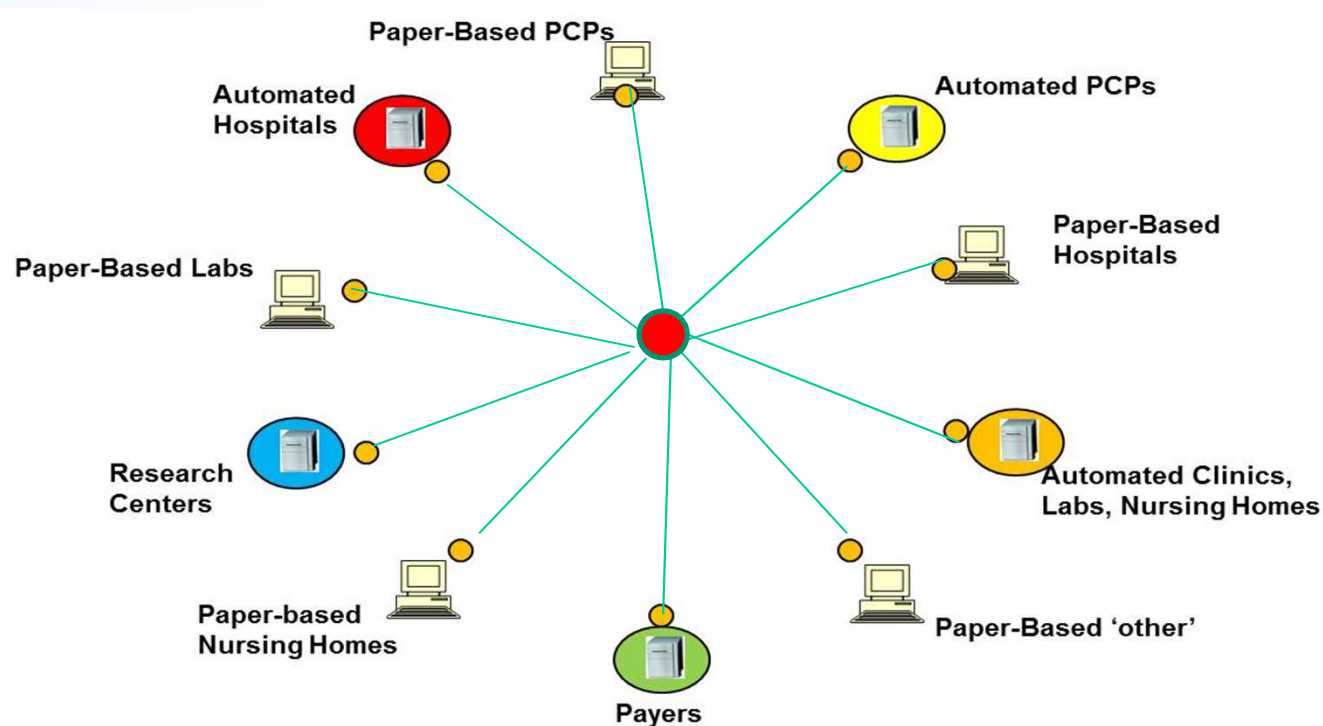 Paper-Based PCPs
Automated PCPs
Automated
Hospitals
Paper-Based
Hospitals
Paper-Based Labs
Research
Centers
Automated Clinics,
Labs, Nursing Homes
Paper-based
Nursing Homes
Paper-Based ‘other’
Payers